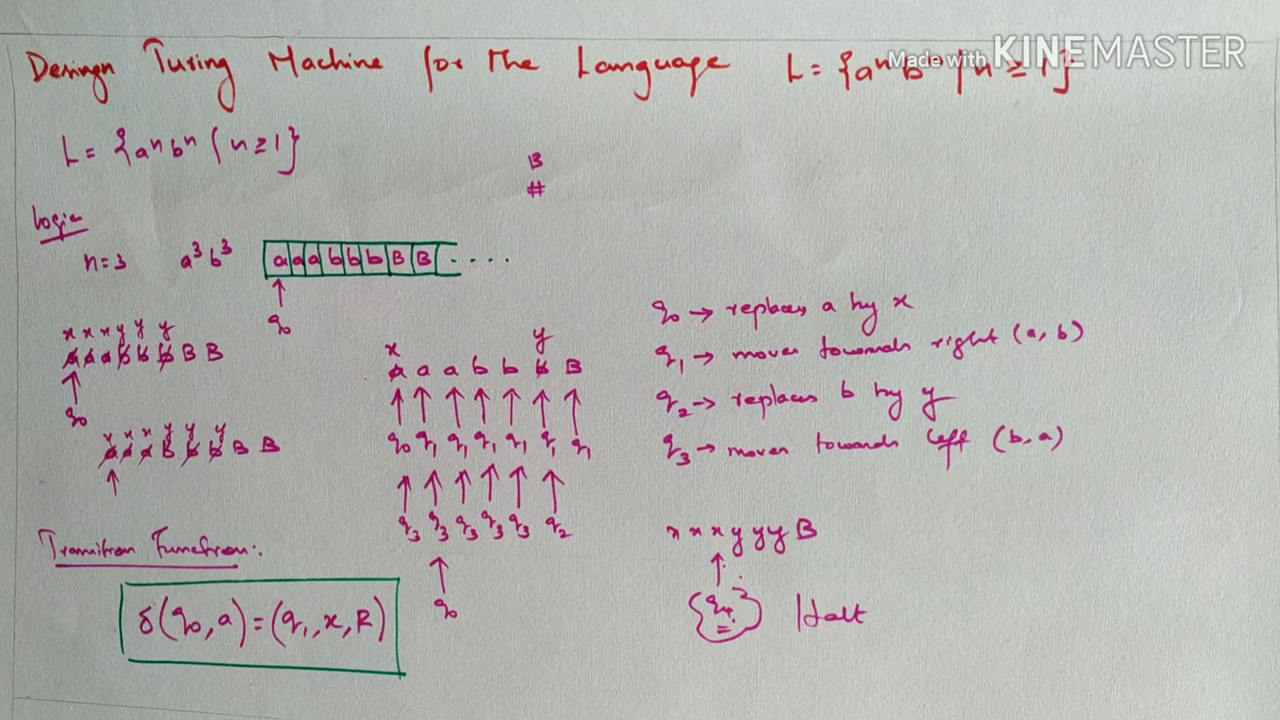 Design Turing Machine for the Language L = {aⁿbⁿ | n ≥ 1}
Made with KINEMASTER
L = {aⁿbⁿ | n ≥ 1}
B
#
Logic
n=3 a³b³ a a a b b b B B ....
q₀
x x x y y y
a a a b b b B B
q₀
x x x y y y
a a a b b b B B
x y
a a a b b b B
q₀ q₁ q₁ q₁ q₁ q₁ q₁
q₃ q₃ q₃ q₃ q₃ q₂
q₀
q₀ → replaces a by x
q₁ → moves towards right (a, b)
q₂ → replaces b by y
q₃ → moves towards left (b, a)
x x x y y y B
{q₄} Halt
Transition Function:.
δ(q₀, a) = (q₁, x, R)